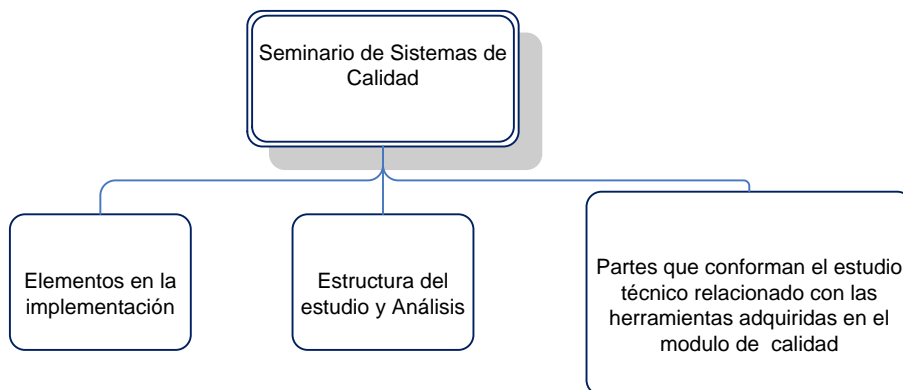 Seminario de Sistemas de
Calidad
Elementos en la
implementación
Estructura del
estudio y Análisis
Partes que conforman el estudio
técnico relacionado con las
herramientas adquiridas en el
modulo de calidad